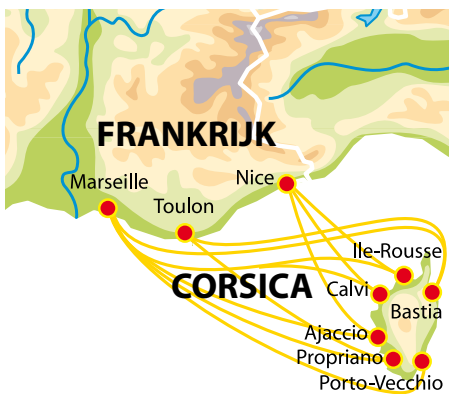 FRANKRIJK
Marseille
Nice
Toulon
Ile-Rousse
CORSICA
Calvi
Bastia
Ajaccio
Propriano
Porto-Vecchio